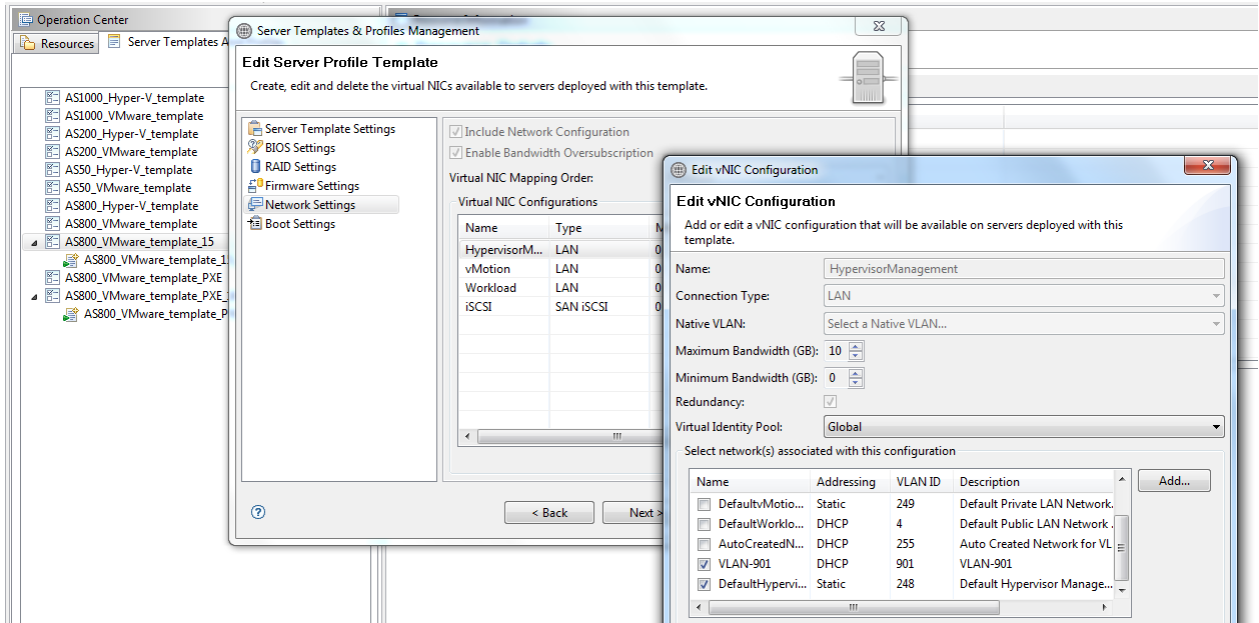 Operation Center
Resources
Server Templates A
AS1000_Hyper-V_template
AS1000_VMware_template
AS200_Hyper-V_template
AS200_VMware_template
AS50_Hyper-V_template
AS50_VMware_template
AS800_Hyper-V_template
AS800_VMware_template
AS800_VMware_template_15
AS800_VMware_template_1
AS800_VMware_template_PXE
AS800_VMware_template_PXE_
AS800_VMware_template_P
Server Templates & Profiles Management
Edit Server Profile Template
Create, edit and delete the virtual NICs available to servers deployed with this template.
Server Template Settings
BIOS Settings
RAID Settings
Firmware Settings
Network Settings
Boot Settings
Include Network Configuration
Enable Bandwidth Oversubscription
Virtual NIC Mapping Order:
Virtual NIC Configurations
Name Type M
HypervisorM... LAN 0
vMotion LAN 0
Workload LAN 0
iSCSI SAN iSCSI 0
< Back Next >
Edit vNIC Configuration
Edit vNIC Configuration
Add or edit a vNIC configuration that will be available on servers deployed with this
template.
Name: HypervisorManagement
Connection Type: LAN
Native VLAN: Select a Native VLAN...
Maximum Bandwidth (GB): 10
Minimum Bandwidth (GB): 0
Redundancy:
Virtual Identity Pool: Global
Select network(s) associated with this configuration
Name Addressing VLAN ID Description
DefaultvMotio... Static 249 Default Private LAN Network.
DefaultWorklo... DHCP 4 Default Public LAN Network .
AutoCreatedN... DHCP 255 Auto Created Network for VL
VLAN-901 DHCP 901 VLAN-901
DefaultHypervi... Static 248 Default Hypervisor Manage...
Add...